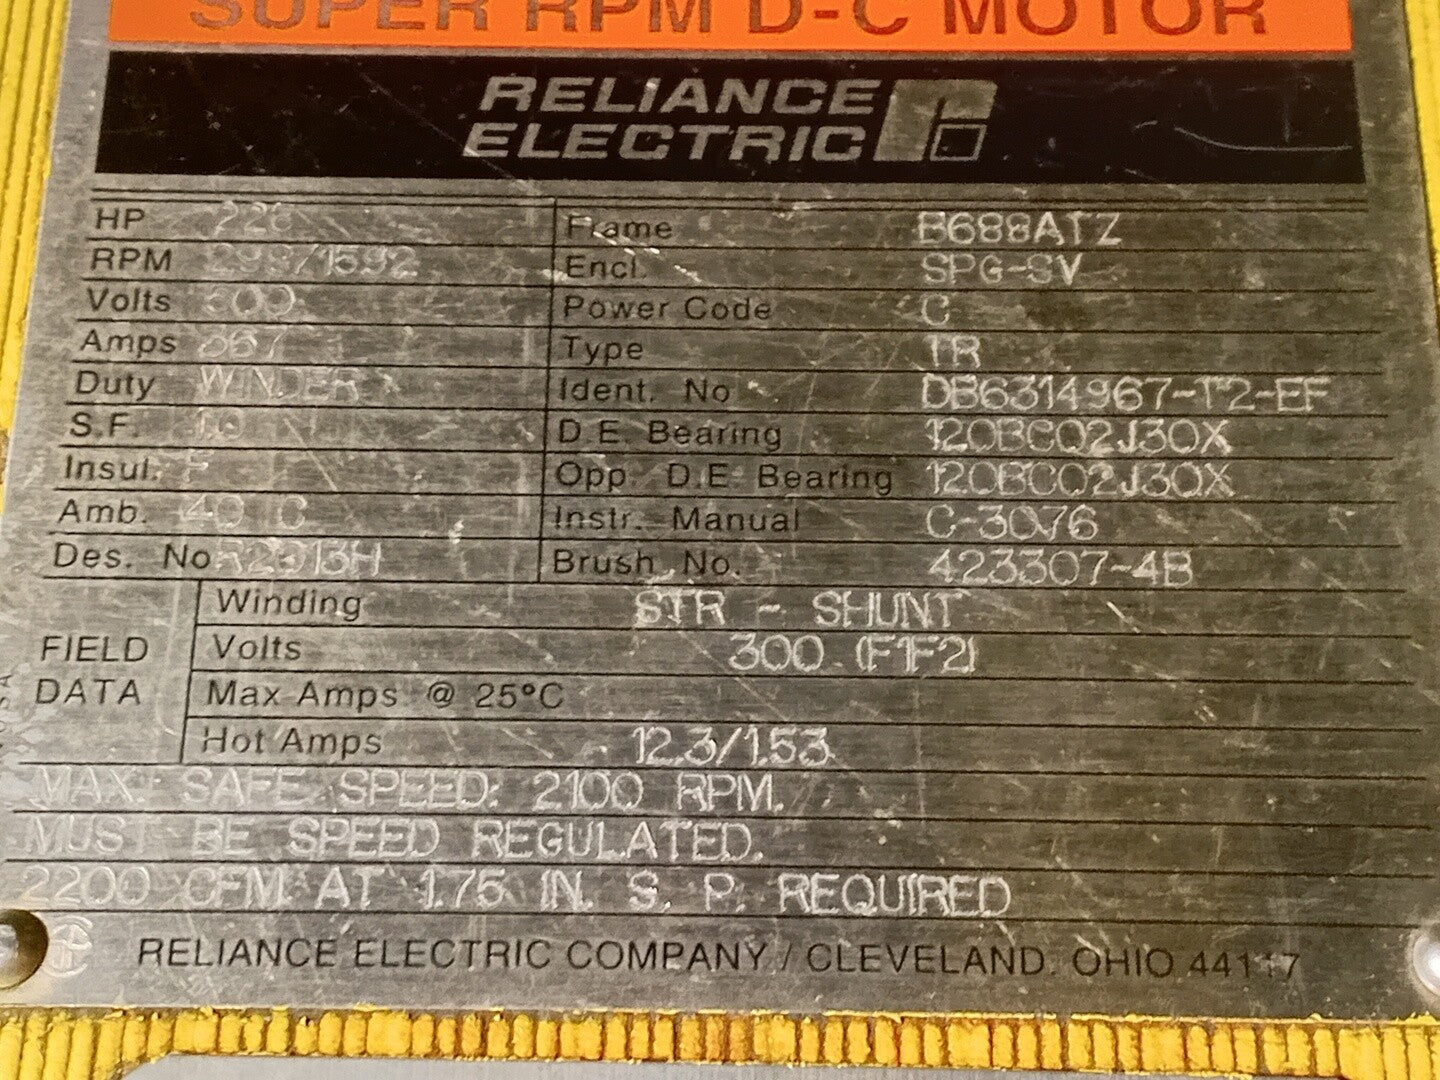 SUPER RPM D-C MOTOR
RELIANCE
ELECTRIC
HP 226 Frame B688ATZ
RPM /1592 Encl. SPG-SV
Volts Power Code C
Amps Type TR
Duty WINDER Ident. No DB6314967-T2-EF
S.F. D.E. Bearing 120BC02J30X
Insul. F Opp. D.E Bearing 120BC02J30X
Amb. 40 C Instr. Manual C-3076
Des. No. Brush No. 423307-4B
FIELD DATA
Winding STR - SHUNT
Volts 300 (F1F2)
Max Amps @ 25°C
Hot Amps 12.3/1.53
MAX. SAFE SPEED: 2100 RPM.
MUST BE SPEED REGULATED.
2200 CFM AT 1.75 IN. S. P. REQUIRED
RELIANCE ELECTRIC COMPANY / CLEVELAND, OHIO 44117